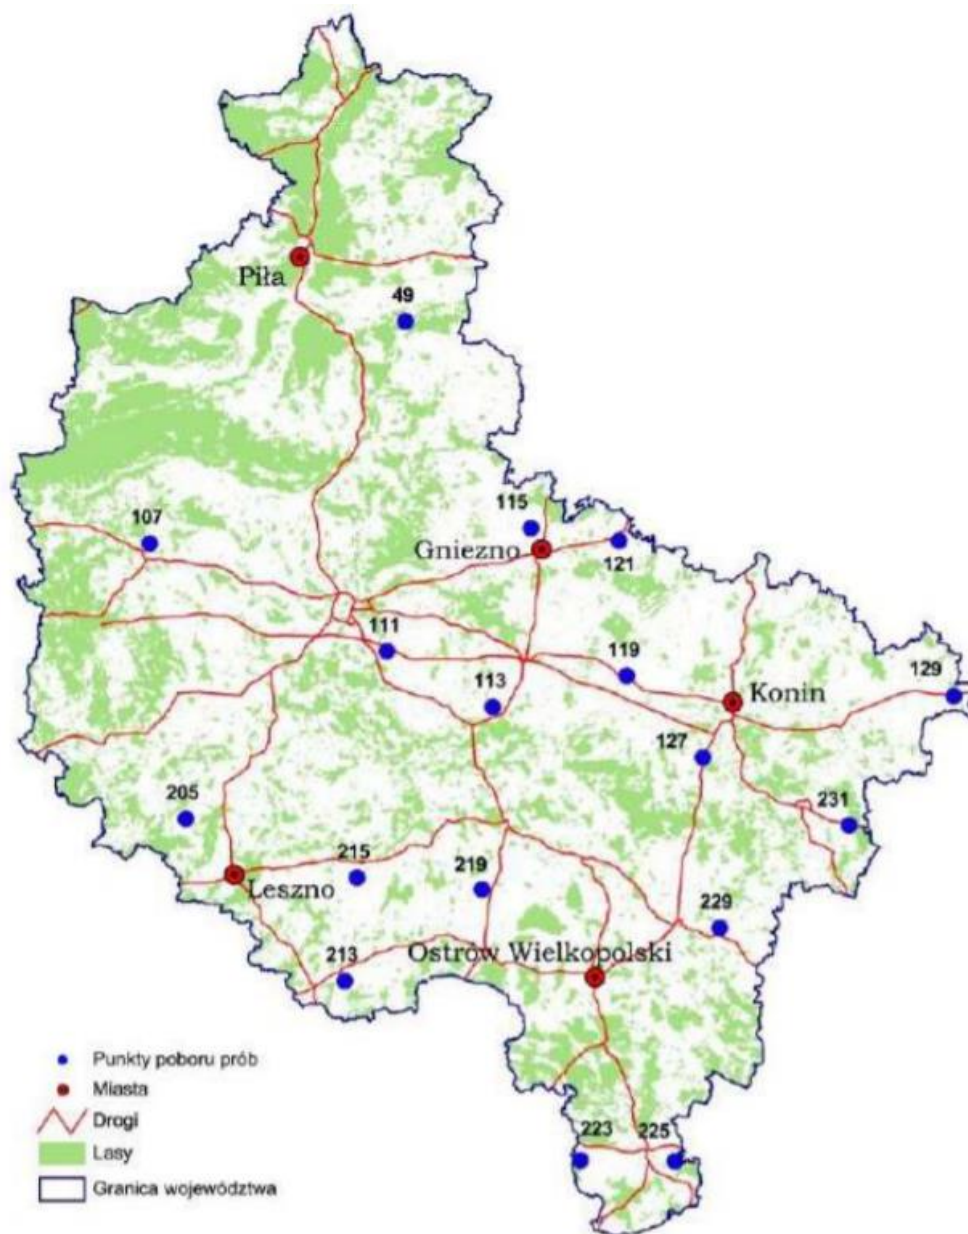 Piła
49
115
107
Gniezno
121
111
119
129
113
Konin
127
205
231
215
219
Leszno
229
Ostrów Wielkopolski
213
Punkty poboru prób
Miasta
Drogi
223
225
Lasy
Granica województwa